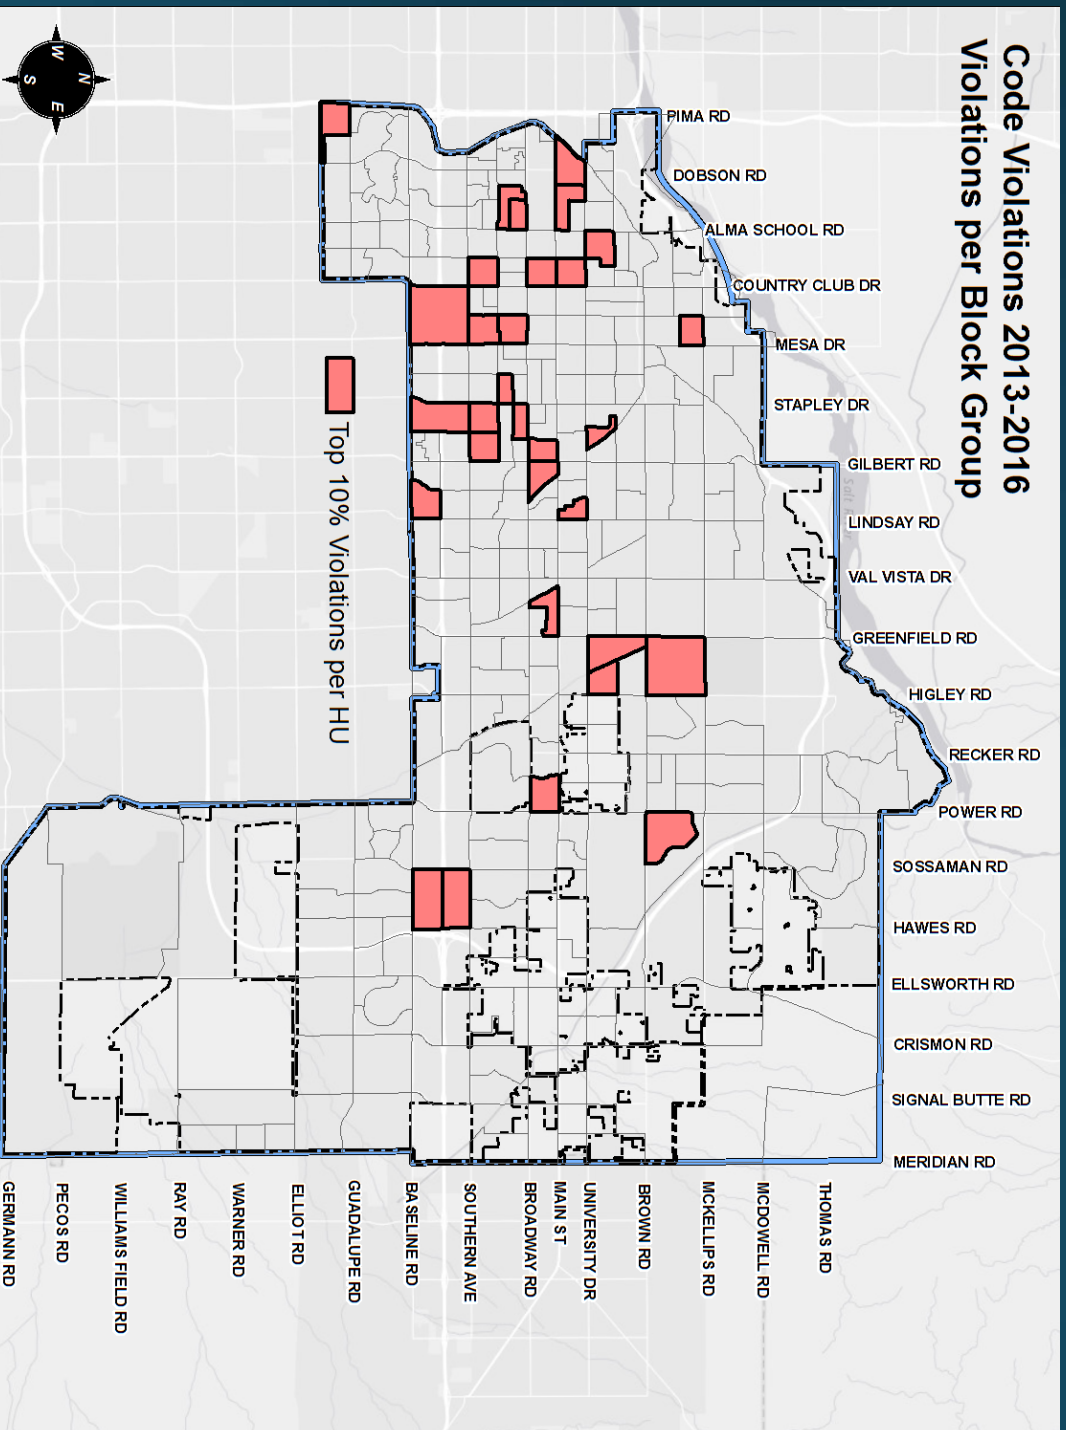 Code Violations 2013-2016
Violations per Block Group
N
E
S
W
PIMA RD
DOBSON RD
ALMA SCHOOL RD
COUNTRY CLUB DR
MESA DR
STAPLEY DR
GILBERT RD
LINDSAY RD
VAL VISTA DR
GREENFIELD RD
HIGLEY RD
RECKER RD
POWER RD
SOSSAMAN RD
HAWES RD
ELLSWORTH RD
CRISMON RD
SIGNAL BUTTE RD
MERIDIAN RD
Salt River
Top 10% Violations per HU
THOMAS RD
MCDOWELL RD
MCKELLIPS RD
BROWN RD
UNIVERSITY DR
MAIN ST
BROADWAY RD
SOUTHERN AVE
BASELINE RD
GUADALUPE RD
ELLIOT RD
WARNER RD
RAY RD
WILLIAMS FIELD RD
PECOS RD
GERMANN RD